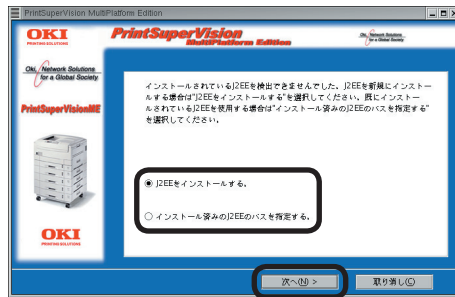 PrintSuperVision MultiPlatform Edition
OKI
PRINTING SOLUTIONS
PrintSuperVision
MultiPlatform Edition
Oki, Network Solutions
for a Global Society
Oki, Network Solutions
for a Global Society
PrintSuperVisionME
インストールされているJ2EEを検出できませんでした。J2EEを新規にインストー
ルする場合は"J2EEをインストールする"を選択してください。既にインストー
ルされているJ2EEを使用する場合は"インストール済みのJ2EEのパスを指定する"
を選択してください。
J2EEをインストールする。
インストール済みのJ2EEのパスを指定する。
OKI
PRINTING SOLUTIONS
次へ(N) >
取り消し(C)